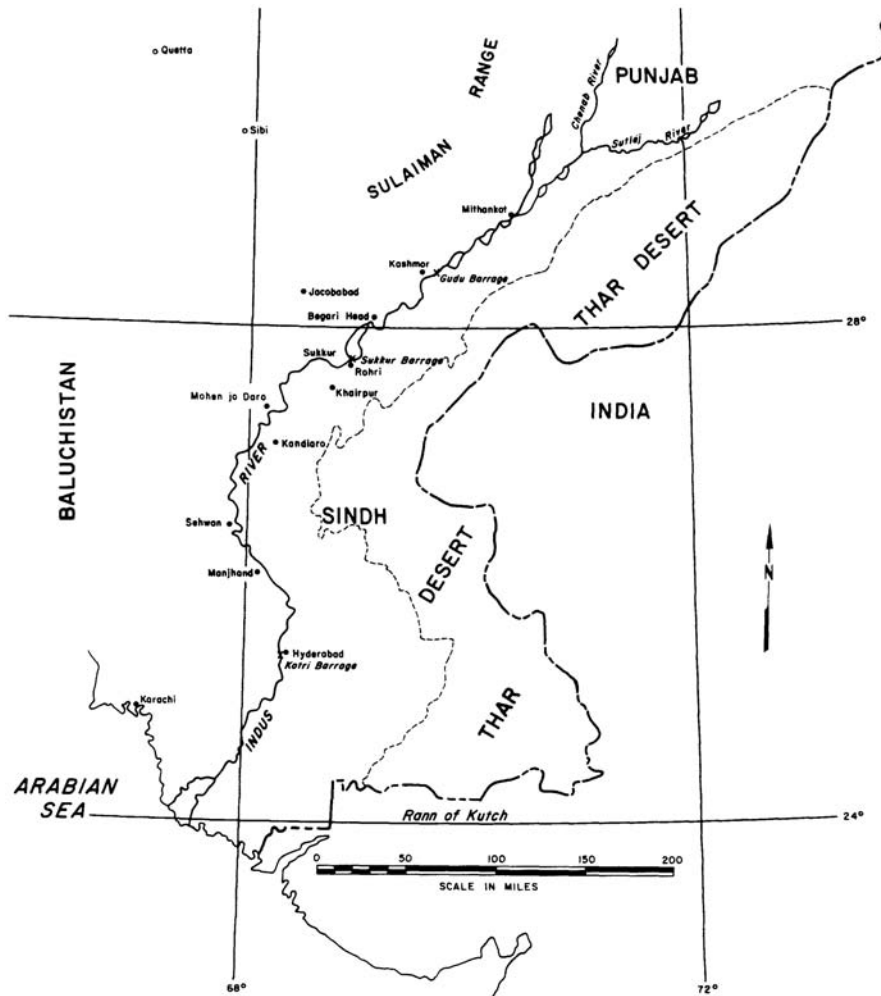 Quetta
RANGE
PUNJAB
Chenab River
Sibi
Sutlej River
SULAIMAN
Mithankot
THAR DESERT
Kashmor
Gudu Barrage
Jacobabad
Begari Head
28°
Sukkur
Sukkur Barrage
Rohri
Khairpur
Mohen jo Daro
INDIA
BALUCHISTAN
RIVER
Kandiaro
SINDH
Sehwan
DESERT
N
Manjhand
Hyderabad
Kotri Barrage
Karachi
THAR
INDUS
ARABIAN
SEA
Rann of Kutch
24°
0 50 100 150 200
SCALE IN MILES
68°
72°